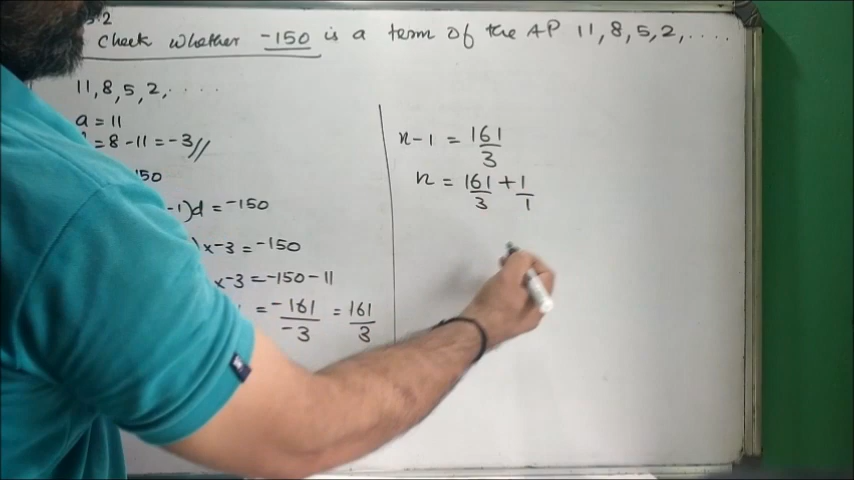 3.2
Check whether -150 is a term of the AP 11, 8, 5, 2, ....
11, 8, 5, 2, ....
a = 11
= 8 - 11 = -3//
150
-1)d = -150
) x -3 = -150
x -3 = -150 - 11
= -161/-3 = 161/3
n - 1 = 161/3
n = 161/3 + 1/1